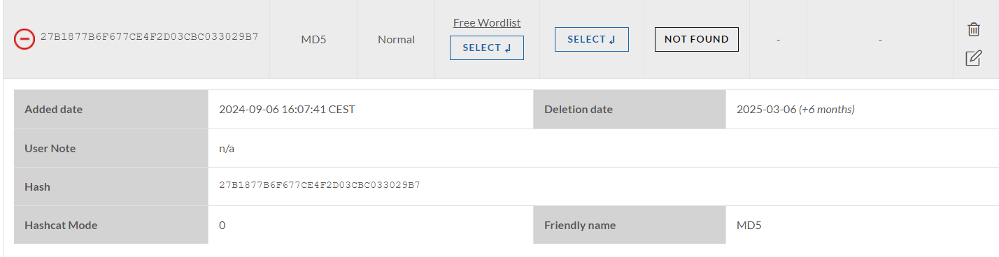 27B1877B6F677CE4F2D03CBC033029B7 MD5 Normal Free Wordlist SELECT SELECT NOT FOUND - -
Added date 2024-09-06 16:07:41 CEST Deletion date 2025-03-06 (+6 months)
User Note n/a
Hash 27B1877B6F677CE4F2D03CBC033029B7
Hashcat Mode 0 Friendly name MD5